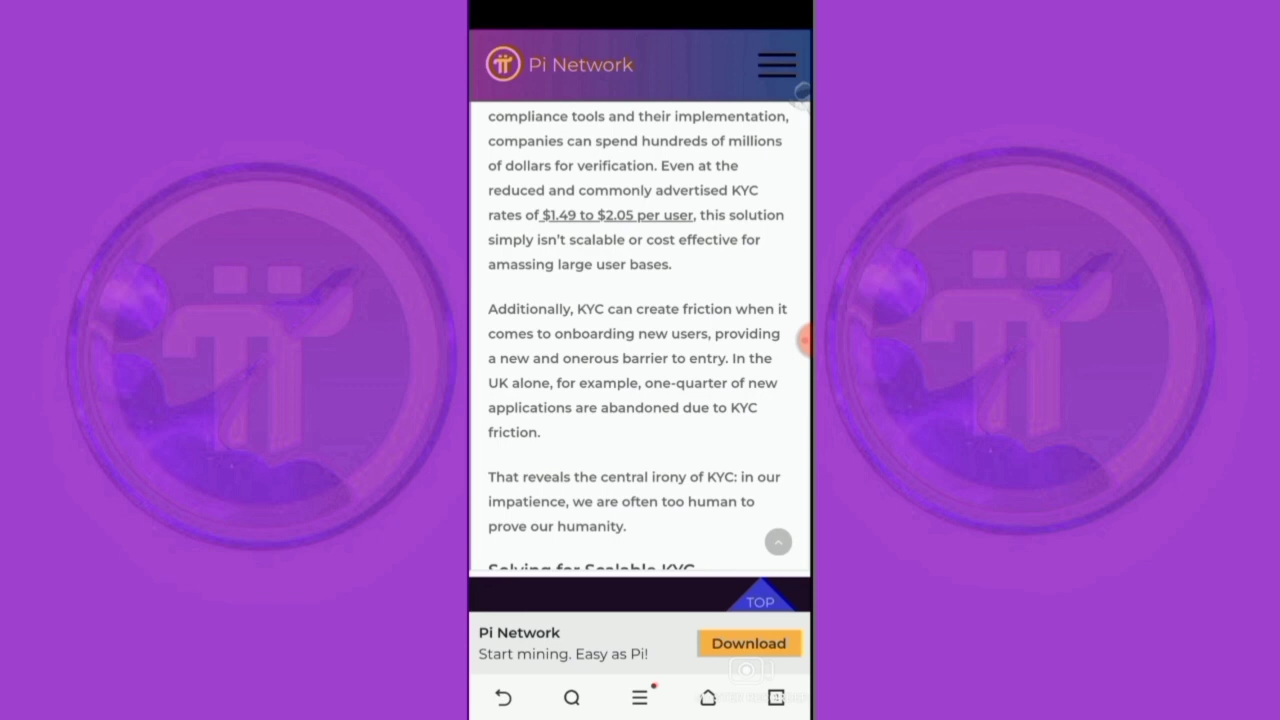 Pi Network
compliance tools and their implementation,
companies can spend hundreds of millions
of dollars for verification. Even at the
reduced and commonly advertised KYC
rates of $1.49 to $2.05 per user, this solution
simply isn't scalable or cost effective for
amassing large user bases.
Additionally, KYC can create friction when it
comes to onboarding new users, providing
a new and onerous barrier to entry. In the
UK alone, for example, one-quarter of new
applications are abandoned due to KYC
friction.
That reveals the central irony of KYC: in our
impatience, we are often too human to
prove our humanity.
Solving for Scalable KYC
TOP
Pi Network
Start mining. Easy as Pi!
Download